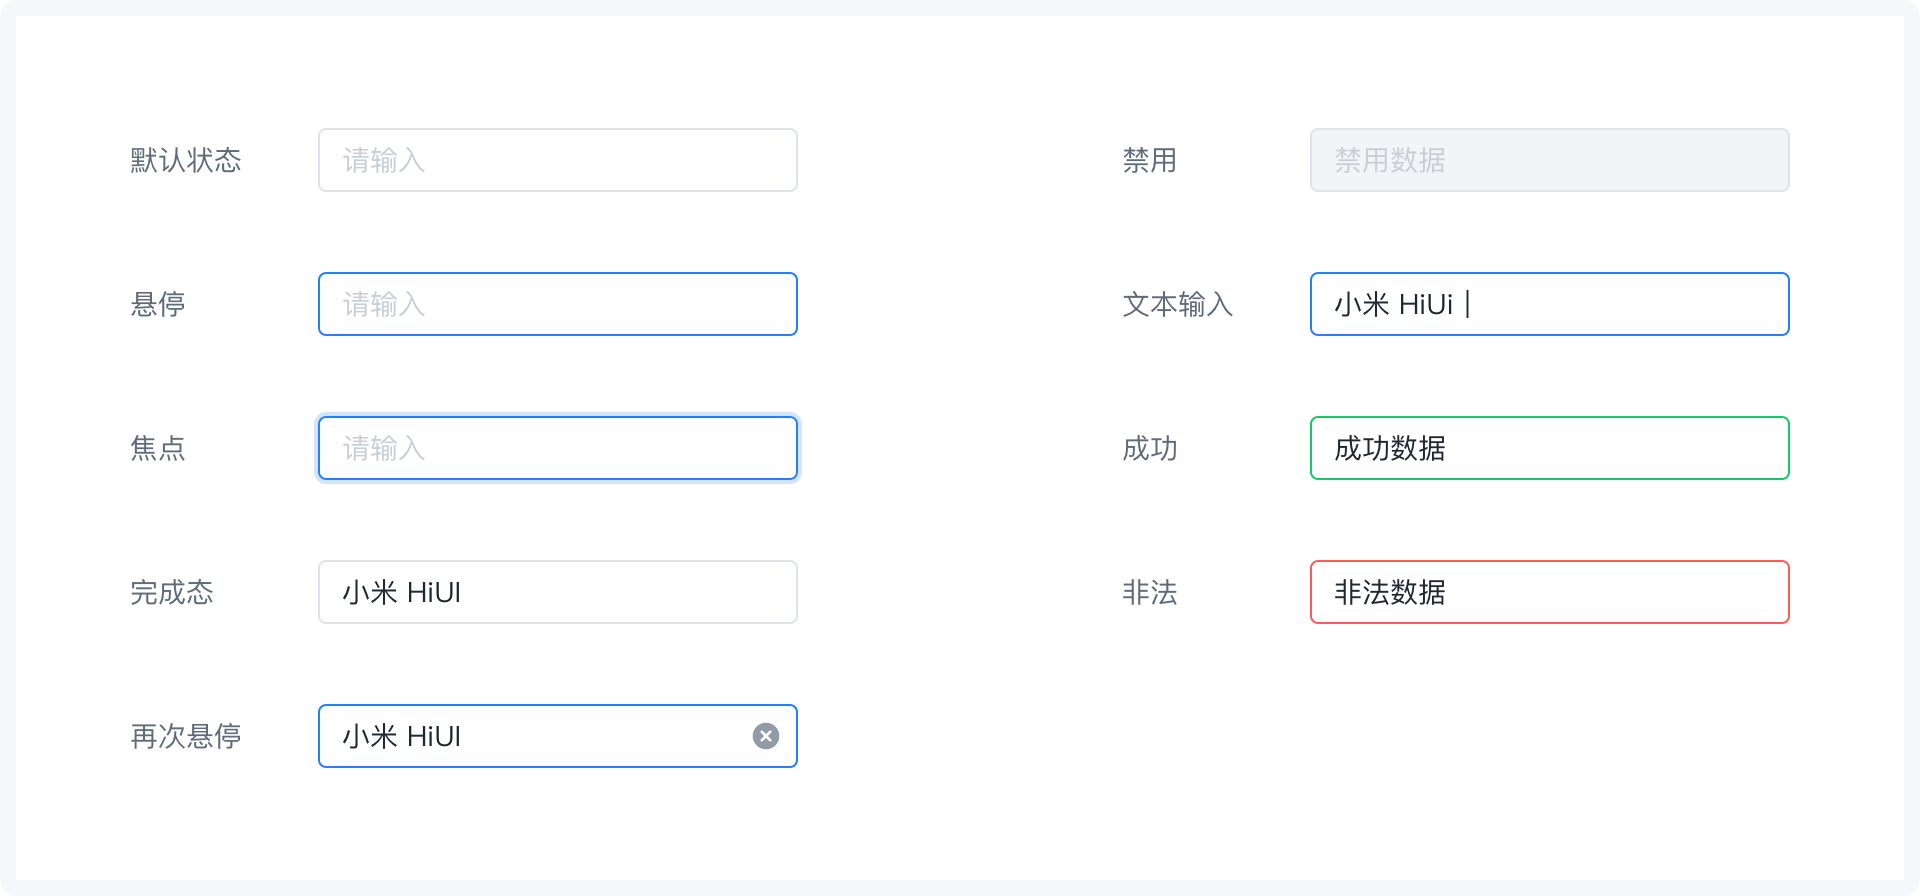 默认状态
请输入
悬停
请输入
焦点
请输入
完成态
小米 HiUI
再次悬停
小米 HiUI
禁用
禁用数据
文本输入
小米 HiUi |
成功
成功数据
非法
非法数据